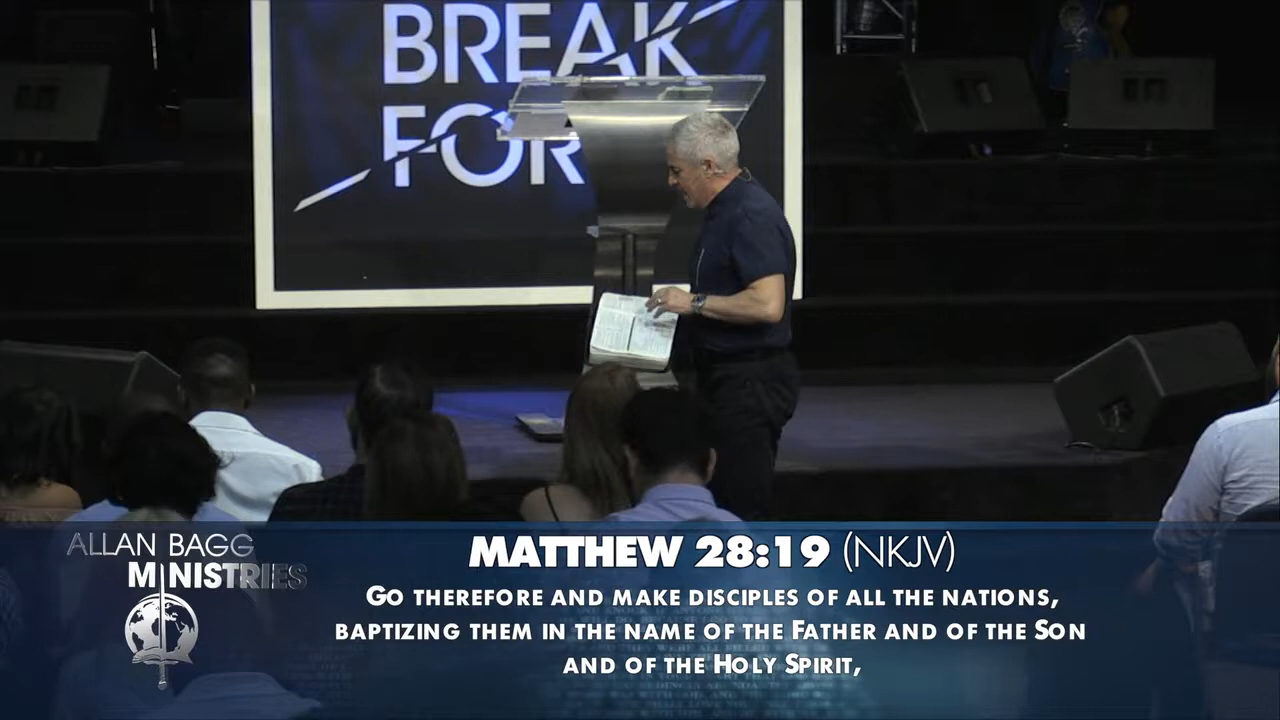 BREAK
FOR
ALLAN BAGG
MINISTRIES
MATTHEW 28:19 (NKJV)
GO THEREFORE AND MAKE DISCIPLES OF ALL THE NATIONS,
BAPTIZING THEM IN THE NAME OF THE FATHER AND OF THE SON
AND OF THE HOLY SPIRIT,